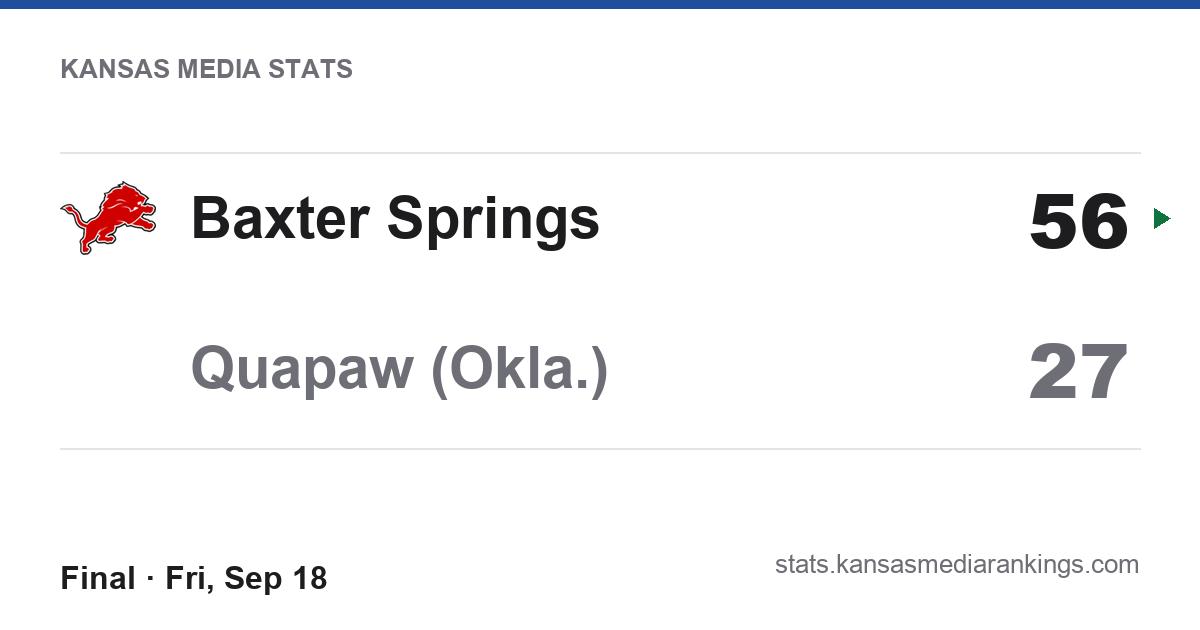 KANSAS MEDIA STATS
Baxter Springs 56
Quapaw (Okla.) 27
Final · Fri, Sep 18
stats.kansasmediarankings.com